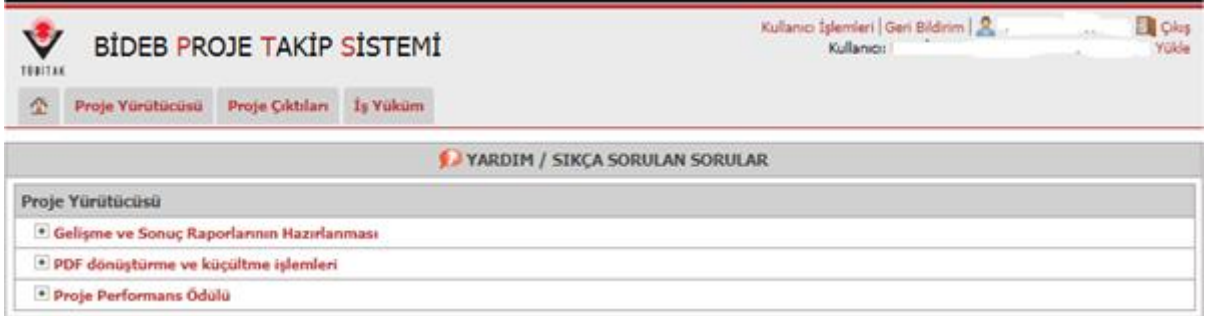 Kullanıcı İşlemleri | Geri Bildirim | Çıkış
BİDEB PROJE TAKİP SİSTEMİ
Kullanıcı: Yükle
TÜBİTAK
Proje Yürütücüsü Proje Çıktıları İş Yüküm
YARDIM / SIKÇA SORULAN SORULAR
Proje Yürütücüsü
Gelişme ve Sonuç Raporlarının Hazırlanması
PDF dönüştürme ve küçültme işlemleri
Proje Performans Ödülü